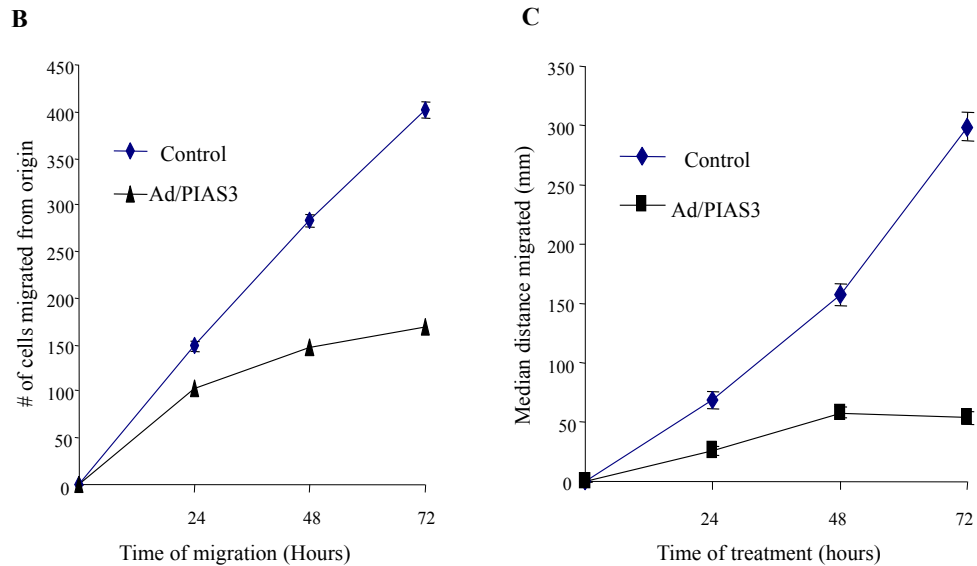 B
450
400
350
300
250
200
150
100
50
0
24
48
72
# of cells migrated from origin
Time of migration (Hours)
Control
Ad/PIAS3
C
350
300
250
200
150
100
50
0
24
48
72
Median distance migrated (mm)
Time of treatment (hours)
Control
Ad/PIAS3